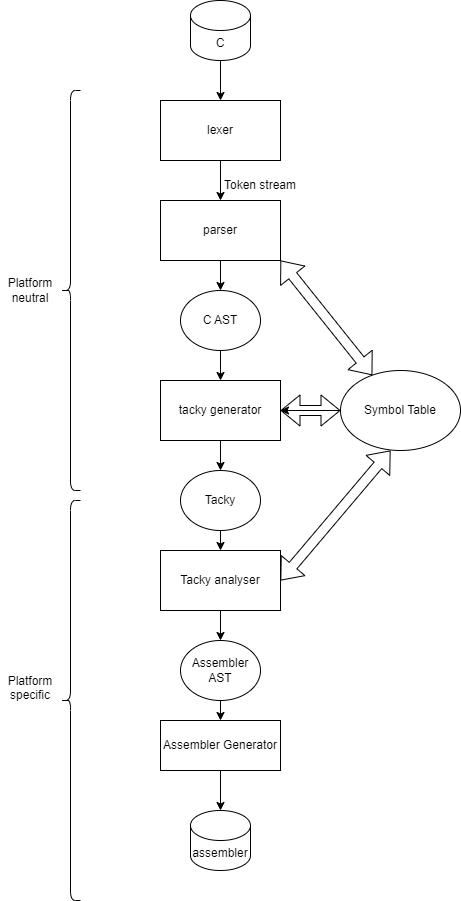 C
lexer
Token stream
parser
Platform
neutral
C AST
tacky generator
Symbol Table
Tacky
Tacky analyser
Platform
specific
Assembler
AST
Assembler Generator
assembler